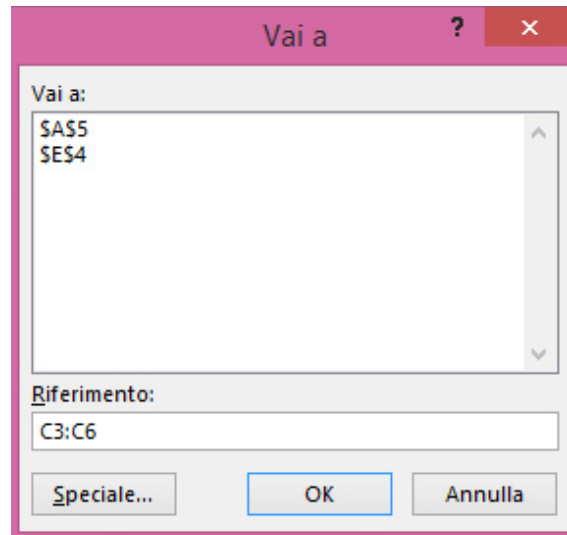 Vai a
?
×
Vai a:
$A$5
$E$4
Riferimento:
C3:C6
Speciale...
OK
Annulla